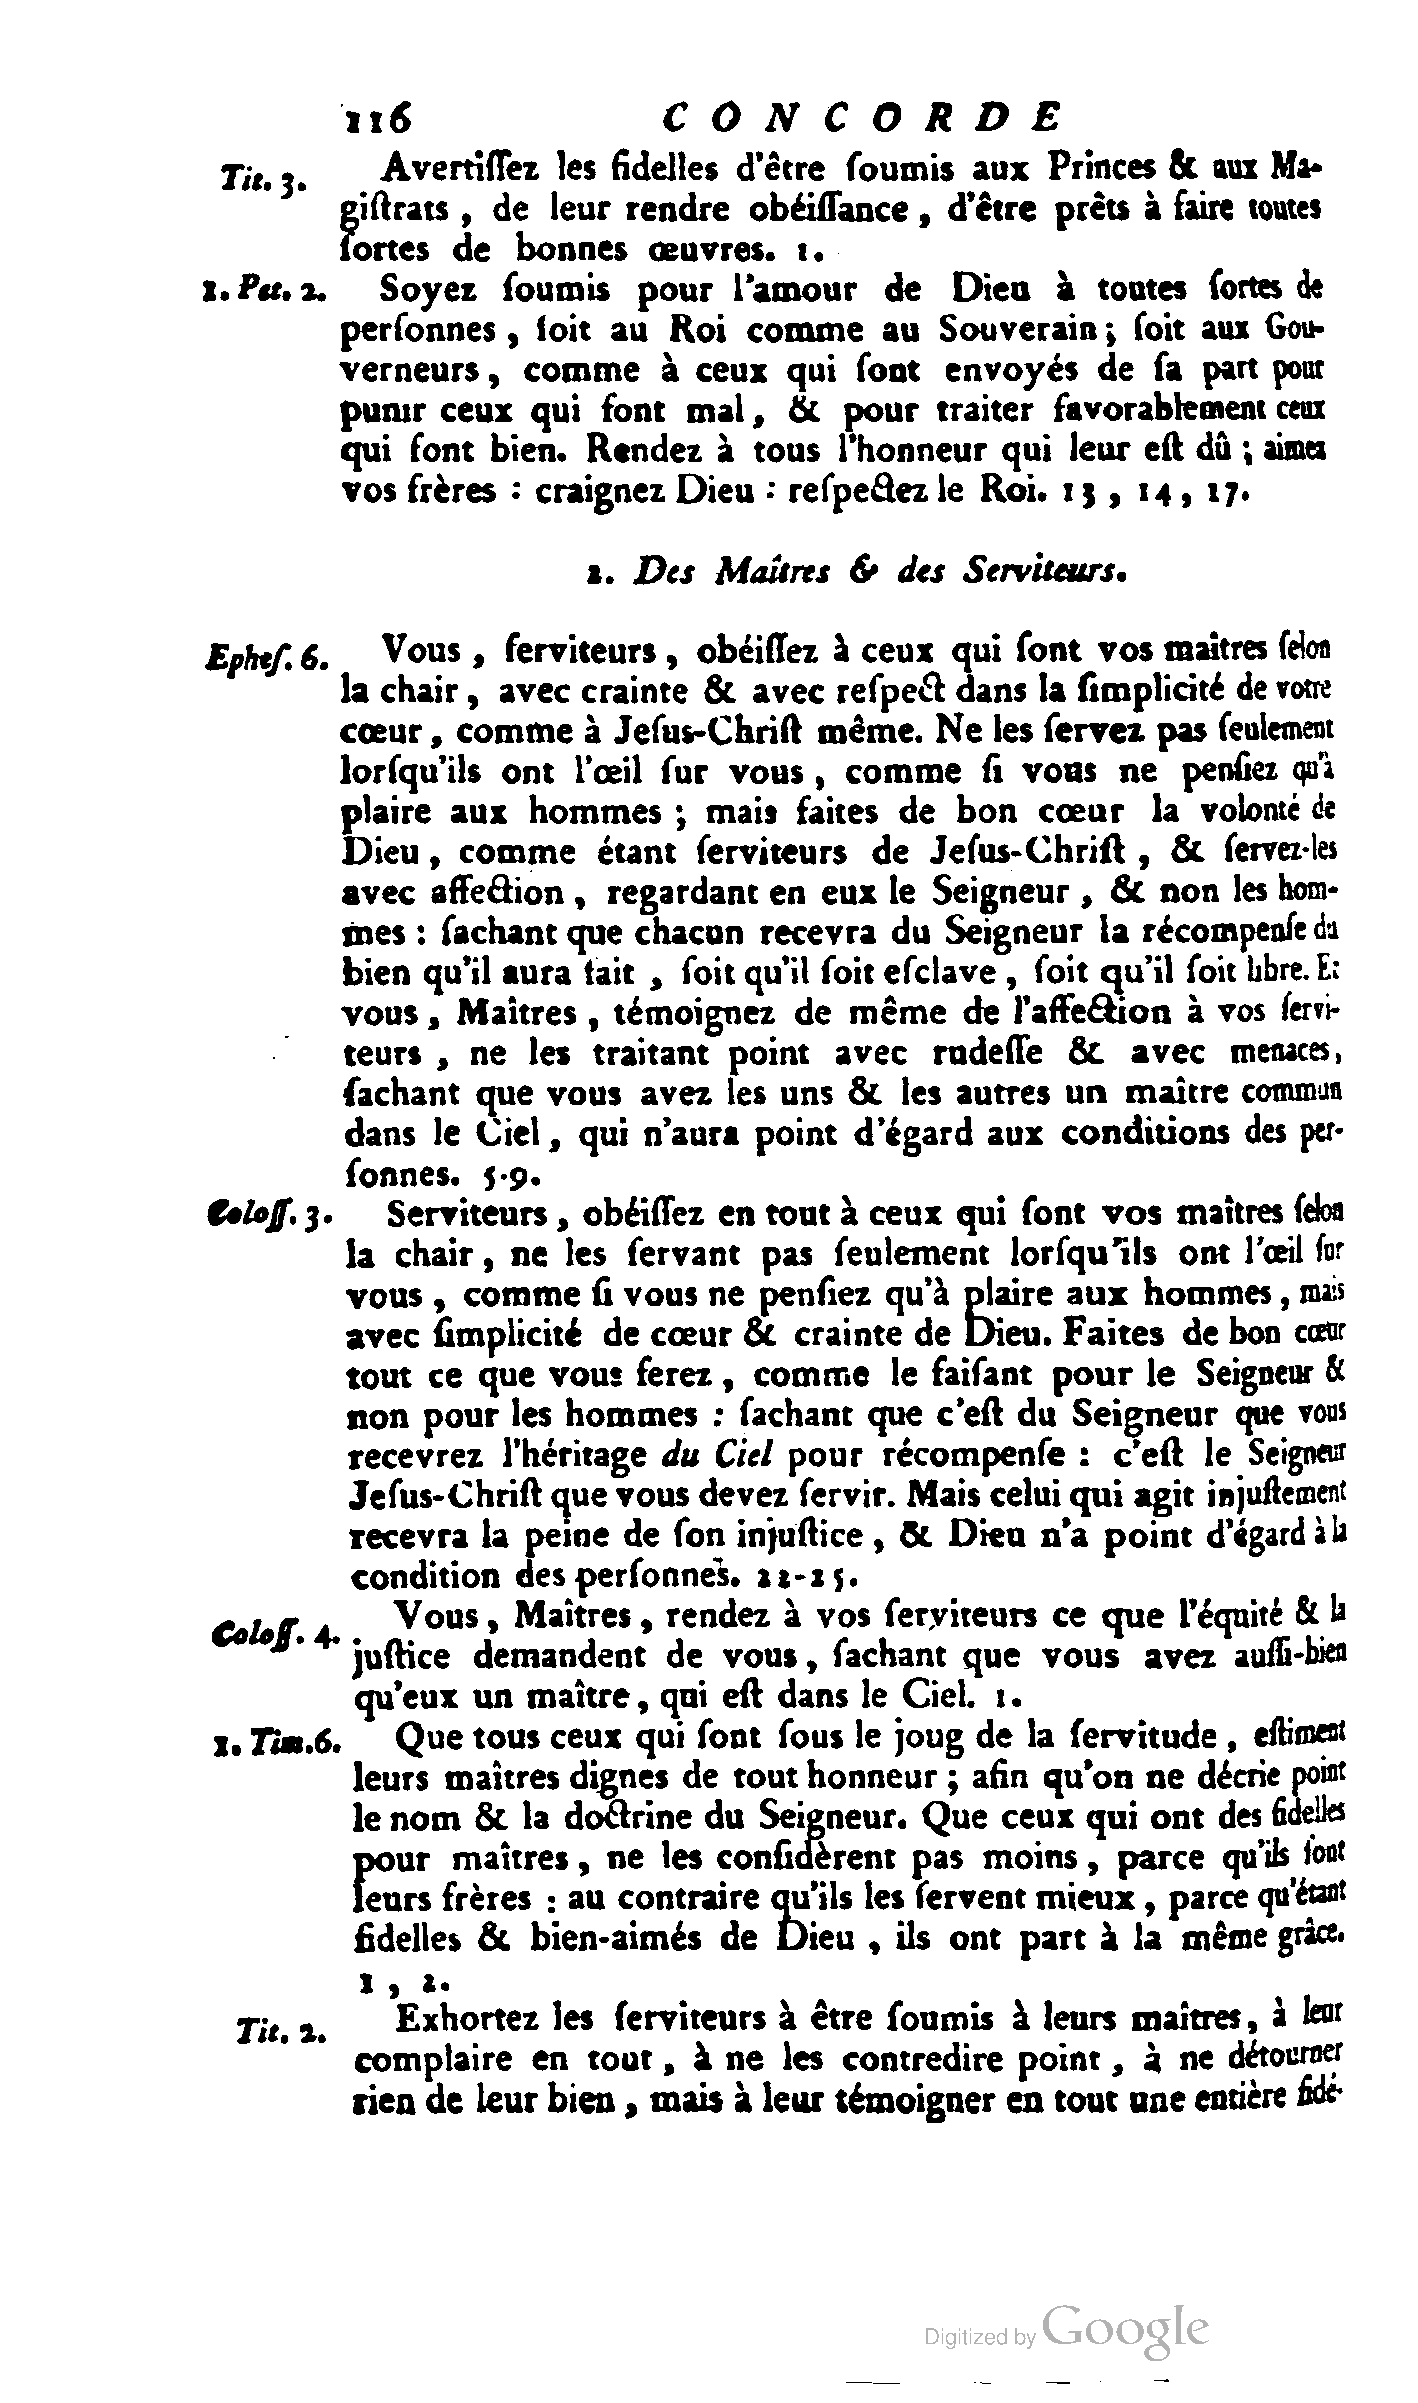 116 CONCORDE
Tit. 3. Avertiſſez les fidelles d'être ſoumis aux Princes & aux Ma-
giſtrats, de leur rendre obéiſſance, d'être prêts à faire toutes
ſortes de bonnes œuvres. 1.
1. Pet. 2. Soyez ſoumis pour l'amour de Dieu à toutes ſortes de
perſonnes, ſoit au Roi comme au Souverain; ſoit aux Gou-
verneurs, comme à ceux qui ſont envoyés de ſa part pour
punir ceux qui font mal, & pour traiter favorablement ceux
qui font bien. Rendez à tous l'honneur qui leur eſt dû; aimez
vos frères : craignez Dieu : reſpectez le Roi. 13, 14, 17.
2. Des Maîtres & des Serviteurs.
Epheſ. 6. Vous, ſerviteurs, obéiſſez à ceux qui ſont vos maîtres ſelon
la chair, avec crainte & avec reſpect dans la ſimplicité de votre
cœur, comme à Jeſus-Chriſt même. Ne les ſervez pas ſeulement
lorſqu'ils ont l'œil ſur vous, comme ſi vous ne penſiez qu'à
plaire aux hommes; mais faites de bon cœur la volonté de
Dieu, comme étant ſerviteurs de Jeſus-Chriſt, & ſervez-les
avec affection, regardant en eux le Seigneur, & non les hom-
mes : ſachant que chacun recevra du Seigneur la récompenſe du
bien qu'il aura fait, ſoit qu'il ſoit eſclave, ſoit qu'il ſoit libre. Et
vous, Maîtres, témoignez de même de l'affection à vos ſervi-
teurs, ne les traitant point avec rudeſſe & avec menaces,
ſachant que vous avez les uns & les autres un maître commun
dans le Ciel, qui n'aura point d'égard aux conditions des per-
ſonnes. 5-9.
Coloſſ. 3. Serviteurs, obéiſſez en tout à ceux qui ſont vos maîtres ſelon
la chair, ne les ſervant pas ſeulement lorſqu'ils ont l'œil ſur
vous, comme ſi vous ne penſiez qu'à plaire aux hommes, mais
avec ſimplicité de cœur & crainte de Dieu. Faites de bon cœur
tout ce que vous ferez, comme le faiſant pour le Seigneur &
non pour les hommes : ſachant que c'eſt du Seigneur que vous
recevrez l'héritage du Ciel pour récompenſe : c'eſt le Seigneur
Jeſus-Chriſt que vous devez ſervir. Mais celui qui agit injuſtement
recevra la peine de ſon injuſtice, & Dieu n'a point d'égard à la
condition des perſonnes. 22-25.
Coloſſ. 4. Vous, Maîtres, rendez à vos ſerviteurs ce que l'équité & la
juſtice demandent de vous, ſachant que vous avez auſſi-bien
qu'eux un maître, qui eſt dans le Ciel. 1.
1. Tim. 6. Que tous ceux qui ſont ſous le joug de la ſervitude, eſtiment
leurs maîtres dignes de tout honneur; afin qu'on ne décrie point
le nom & la doctrine du Seigneur. Que ceux qui ont des fidelles
pour maîtres, ne les conſidèrent pas moins, parce qu'ils ſont
leurs frères : au contraire qu'ils les ſervent mieux, parce qu'étant
fidelles & bien-aimés de Dieu, ils ont part à la même grâce.
1, 2.
Tit. 2. Exhortez les ſerviteurs à être ſoumis à leurs maîtres, à leur
complaire en tout, à ne les contredire point, à ne détourner
rien de leur bien, mais à leur témoigner en tout une entière fidé-
Digitized by Google